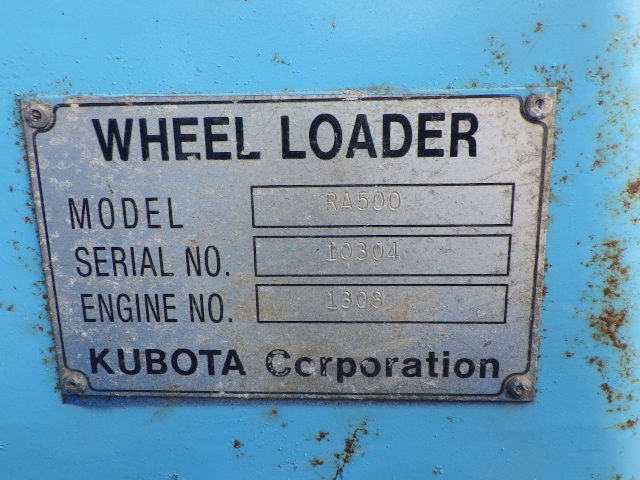 WHEEL LOADER
MODEL RA500
SERIAL NO. 10304
ENGINE NO. 1308
KUBOTA Corporation